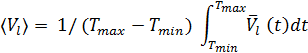 ⟨V_l⟩ = 1/ (T_max − T_min) ∫_{T_min}^{T_max} V̅_l (t)dt